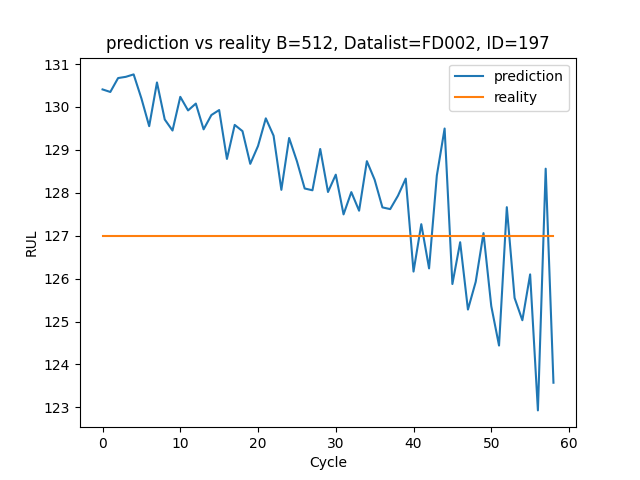 prediction vs reality B=512, Datalist=FD002, ID=197
131
130
129
128
127
126
125
124
123
RUL
prediction
reality
0 10 20 30 40 50 60
Cycle